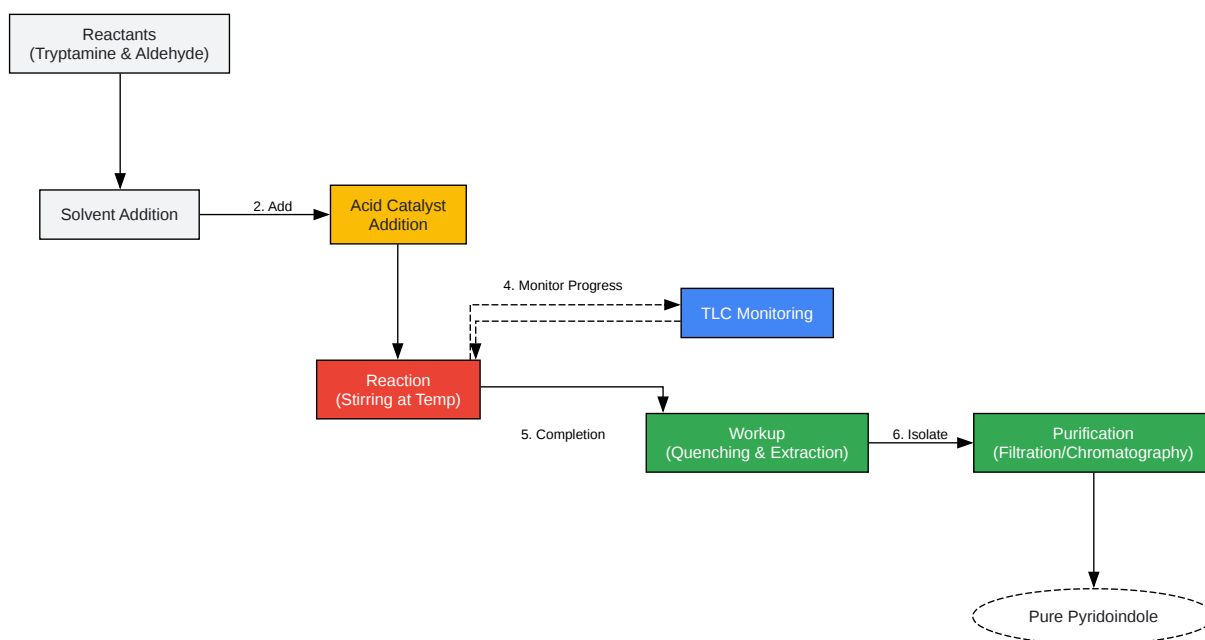 Reactants
(Tryptamine & Aldehyde)
Solvent Addition
2. Add
Acid Catalyst
Addition
4. Monitor Progress
TLC Monitoring
Reaction
(Stirring at Temp)
5. Completion
Workup
(Quenching & Extraction)
6. Isolate
Purification
(Filtration/Chromatography)
Pure Pyridoindole